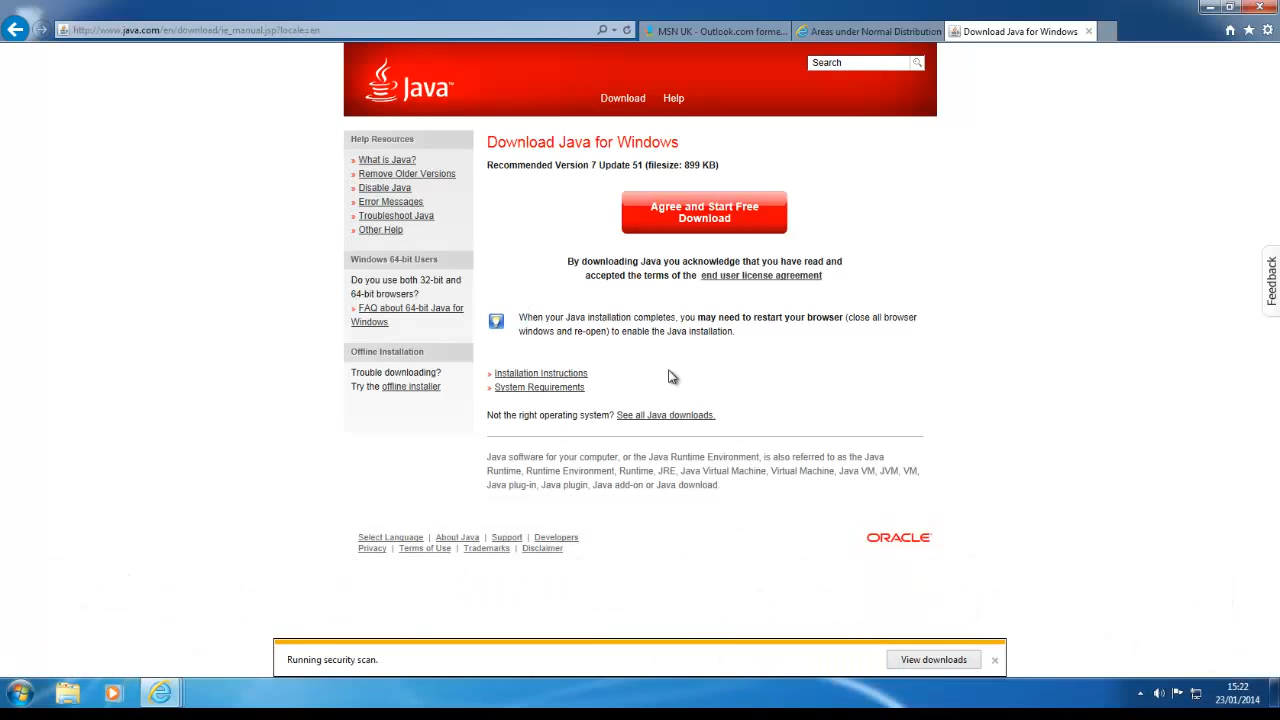 http://www.java.com/en/download/ie_manual.jsp?locale=en
MSN UK - Outlook.com forme...
Areas under Normal Distribution
Download Java for Windows
Java™
Search
Download
Help
Help Resources
» What is Java?
» Remove Older Versions
» Disable Java
» Error Messages
» Troubleshoot Java
» Other Help
Windows 64-bit Users
Do you use both 32-bit and
64-bit browsers?
» FAQ about 64-bit Java for
Windows
Offline Installation
Trouble downloading?
Try the offline installer
Download Java for Windows
Recommended Version 7 Update 51 (filesize: 899 KB)
Agree and Start Free
Download
By downloading Java you acknowledge that you have read and
accepted the terms of the end user license agreement
When your Java installation completes, you may need to restart your browser (close all browser
windows and re-open) to enable the Java installation.
» Installation Instructions
» System Requirements
Not the right operating system? See all Java downloads.
Java software for your computer, or the Java Runtime Environment, is also referred to as the Java
Runtime, Runtime Environment, Runtime, JRE, Java Virtual Machine, Virtual Machine, Java VM, JVM, VM,
Java plug-in, Java plugin, Java add-on or Java download.
Select Language | About Java | Support | Developers
Privacy | Terms of Use | Trademarks | Disclaimer
ORACLE
Feedback
Running security scan.
View downloads
15:22
23/01/2014